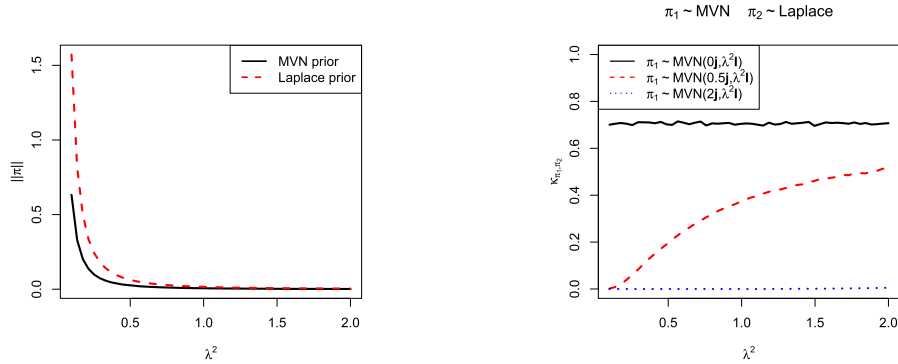 π₁ ~ MVN π₂ ~ Laplace
MVN prior
Laplace prior
||π||
0.0
0.5
1.0
1.5
0.5
1.0
1.5
2.0
λ²
π₁ ~ MVN(0j,λ²I)
π₁ ~ MVN(0.5j,λ²I)
π₁ ~ MVN(2j,λ²I)
κπ₁,π₂
0.0
0.2
0.4
0.6
0.8
1.0
0.5
1.0
1.5
2.0
λ²